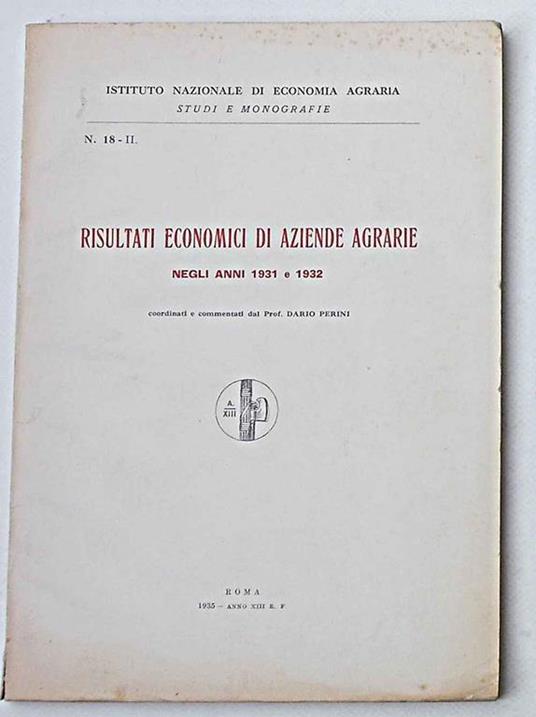 ISTITUTO NAZIONALE DI ECONOMIA AGRARIA
STUDI E MONOGRAFIE
N. 18 - II.
RISULTATI ECONOMICI DI AZIENDE AGRARIE
NEGLI ANNI 1931 e 1932
coordinati e commentati dal Prof. DARIO PERINI
A.
XIII
ROMA
1935 - ANNO XIII E. F